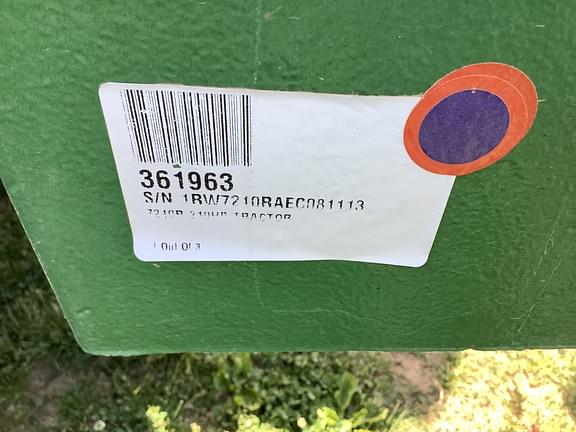 361963
S/N 1RW7210RAEC081113
7210R 210HP TRACTOR
1 Out Of 3